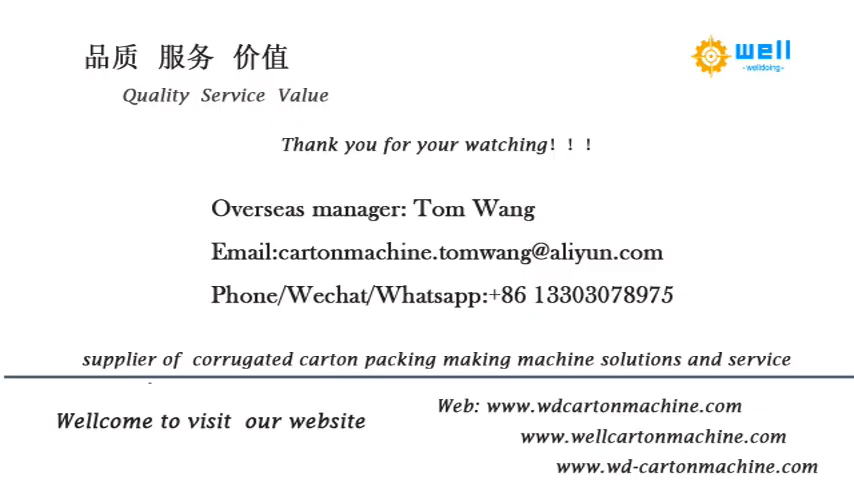 品质 服务 价值
well
-welldoing-
Quality Service Value
Thank you for your watching！！！
Overseas manager: Tom Wang
Email:cartonmachine.tomwang@aliyun.com
Phone/Wechat/Whatsapp:+86 13303078975
supplier of corrugated carton packing making machine solutions and service
Wellcome to visit our website
Web: www.wdcartonmachine.com
www.wellcartonmachine.com
www.wd-cartonmachine.com